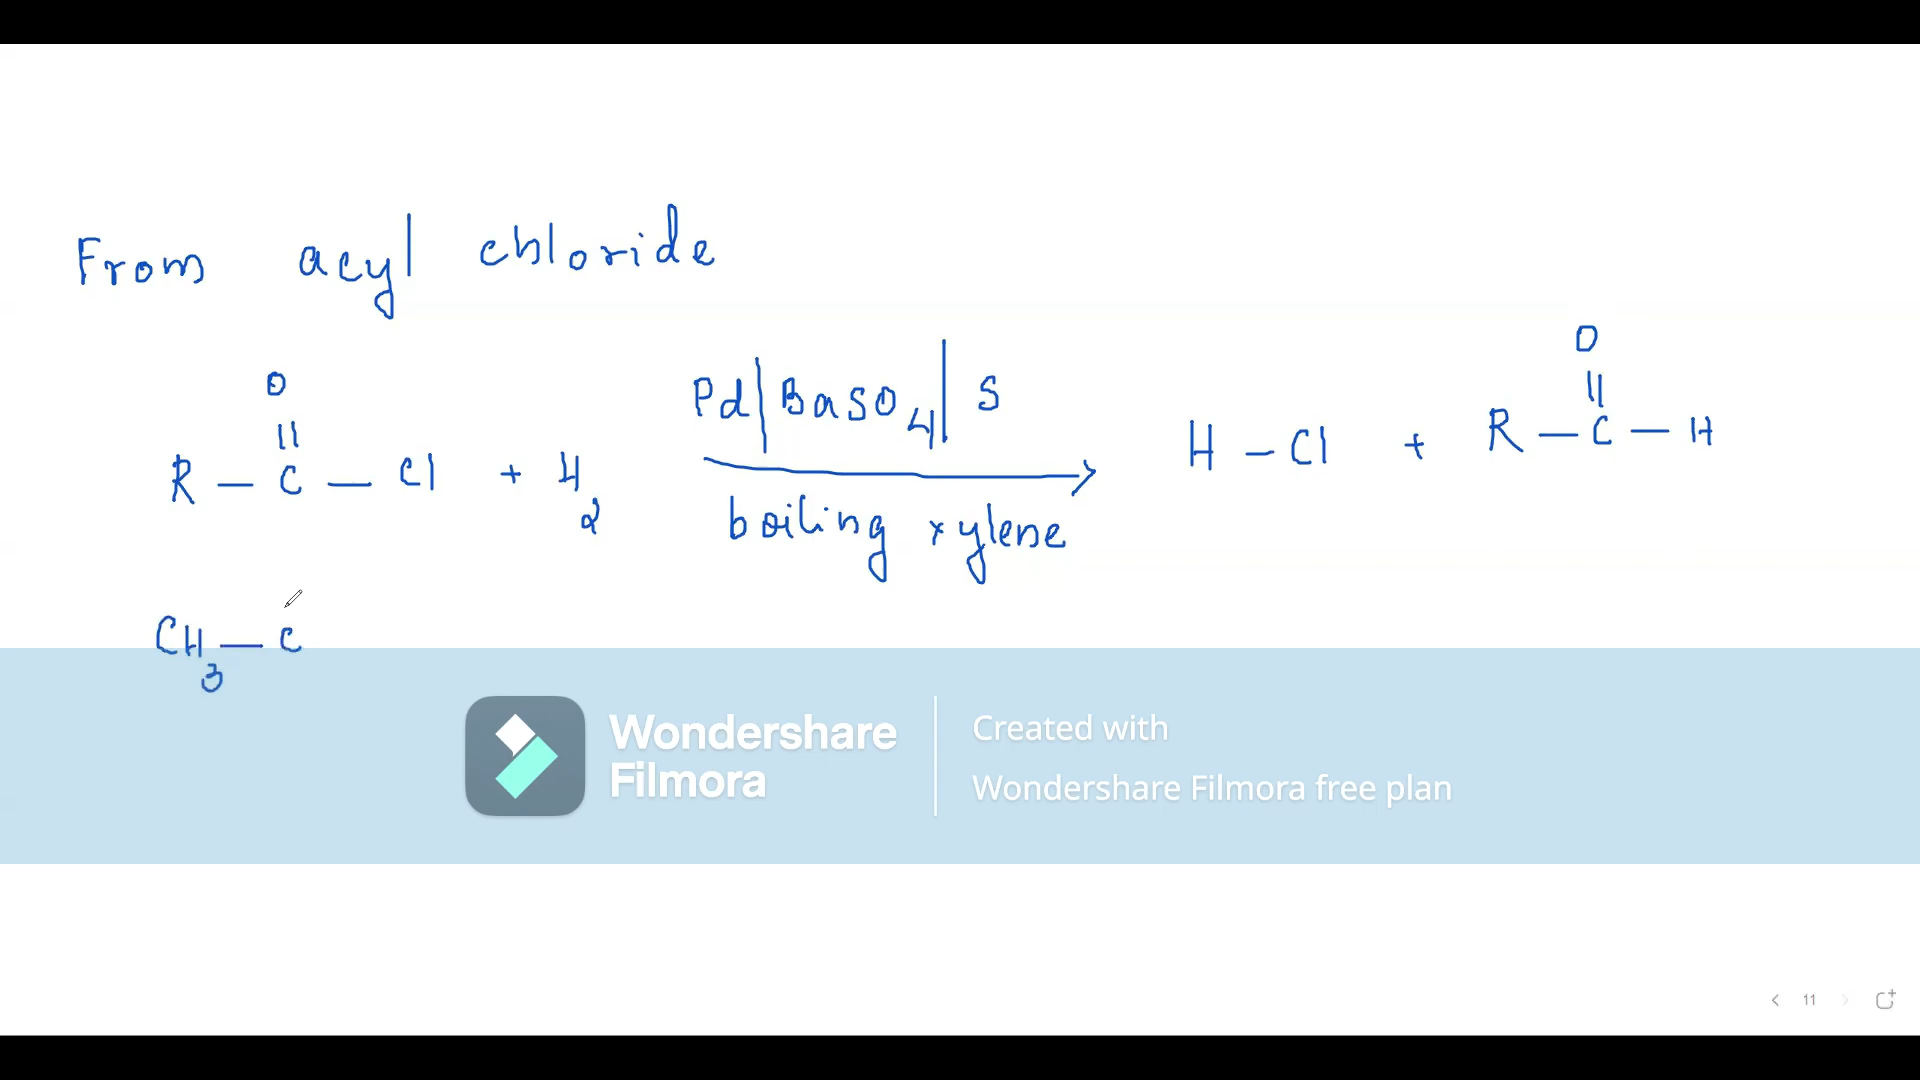 From acyl chloride
O
||
R — C — Cl + H2
Pd|BaSO4|S
boiling xylene
H – Cl + R — C — H
O
||
CH3 — C
Wondershare
Filmora
Created with
Wondershare Filmora free plan
11